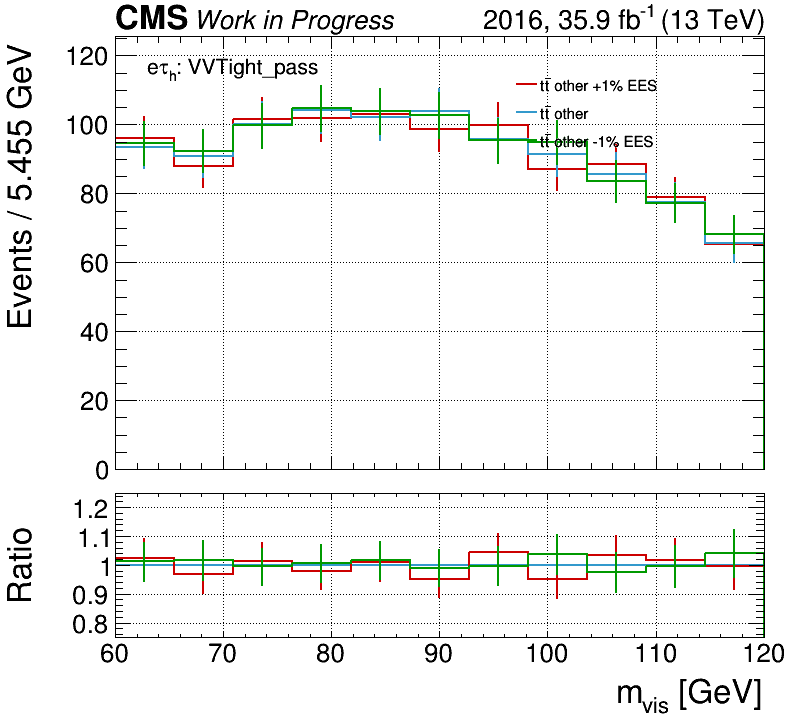 CMS Work in Progress 2016, 35.9 fb⁻¹ (13 TeV)
eτₕ: VVTight_pass
tt̄ other +1% EES
tt̄ other
tt̄ other -1% EES
Events / 5.455 GeV
120
100
80
60
40
20
0
Ratio
1.2
1.1
1
0.9
0.8
60 70 80 90 100 110 120
m_vis [GeV]